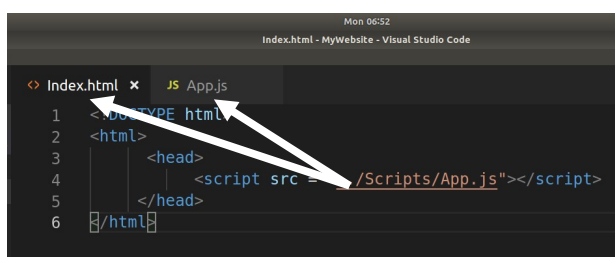 Mon 06:52
Index.html - MyWebsite - Visual Studio Code
<> Index.html × JS App.js
1 <!DOCTYPE html
2 <html>
3 <head>
4 <script src = /Scripts/App.js"></script>
5 </head>
6 </html>